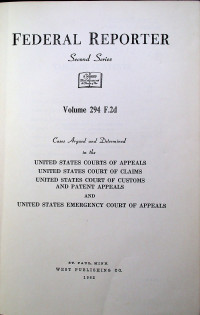 FEDERAL REPORTER
Second Series
Volume 294 F.2d
Cases Argued and Determined
in the
UNITED STATES COURTS OF APPEALS
UNITED STATES COURT OF CLAIMS
UNITED STATES COURT OF CUSTOMS
AND PATENT APPEALS
AND
UNITED STATES EMERGENCY COURT OF APPEALS
ST. PAUL, MINN.
WEST PUBLISHING CO.